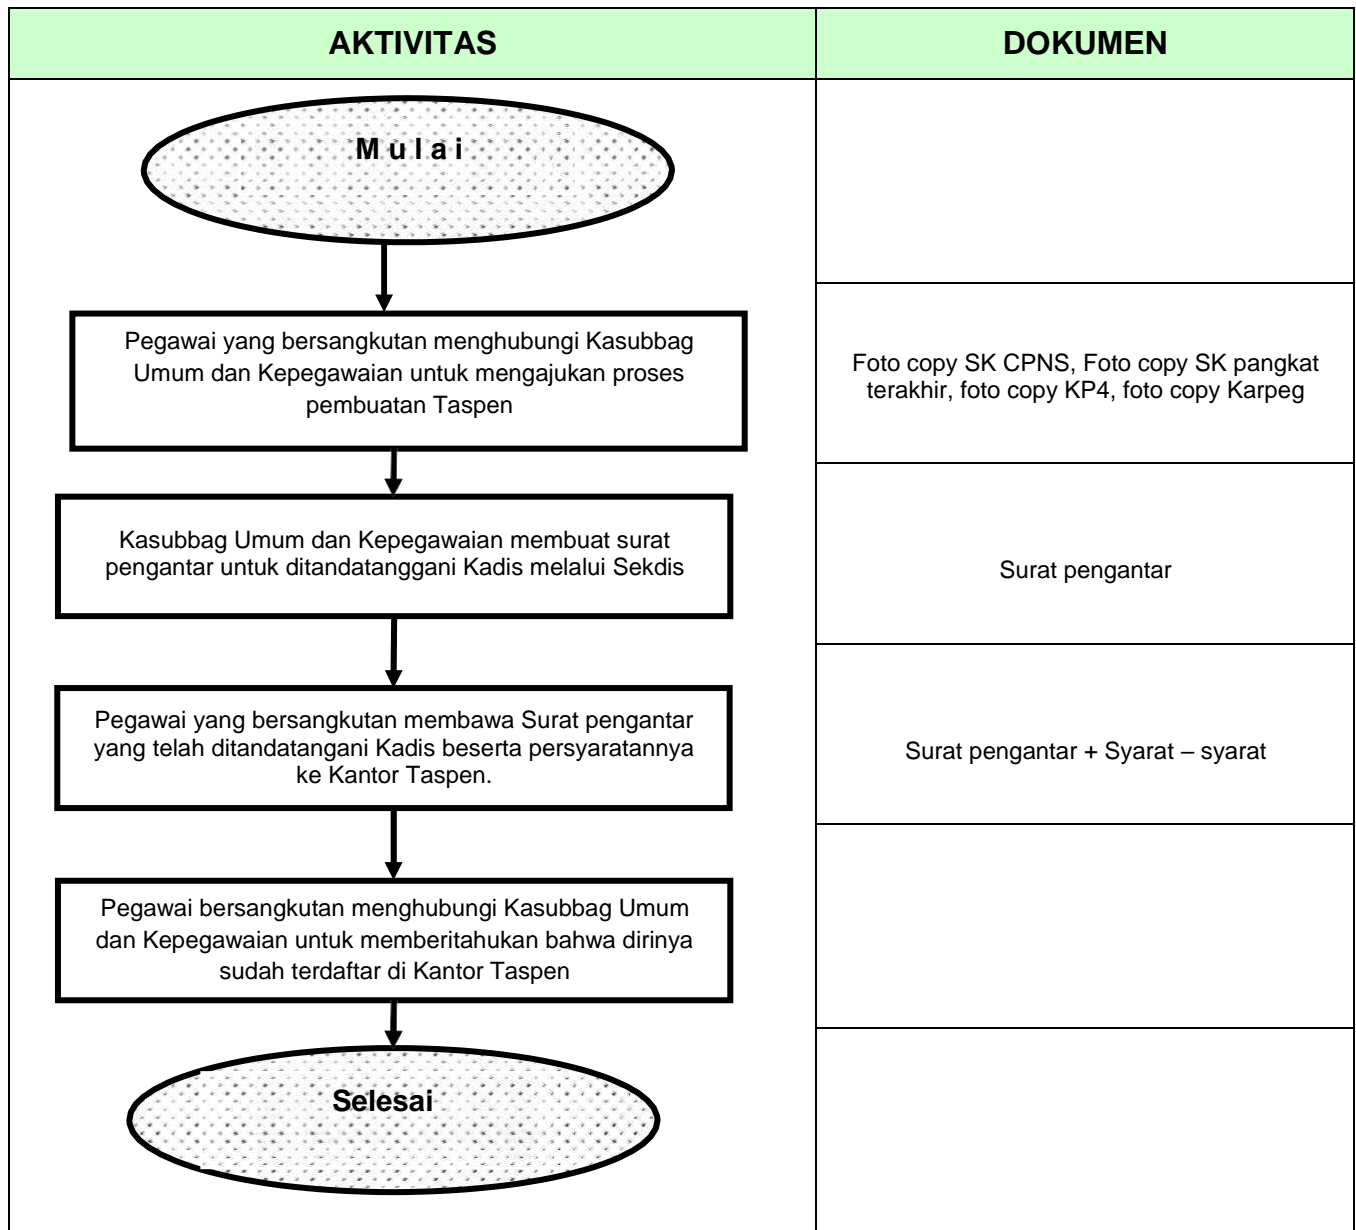 AKTIVITAS
DOKUMEN
M u l a i
Pegawai yang bersangkutan menghubungi Kasubbag
Umum dan Kepegawaian untuk mengajukan proses
pembuatan Taspen
Foto copy SK CPNS, Foto copy SK pangkat
terakhir, foto copy KP4, foto copy Karpeg
Kasubbag Umum dan Kepegawaian membuat surat
pengantar untuk ditandatanggani Kadis melalui Sekdis
Surat pengantar
Pegawai yang bersangkutan membawa Surat pengantar
yang telah ditandatangani Kadis beserta persyaratannya
ke Kantor Taspen.
Surat pengantar + Syarat – syarat
Pegawai bersangkutan menghubungi Kasubbag Umum
dan Kepegawaian untuk memberitahukan bahwa dirinya
sudah terdaftar di Kantor Taspen
Selesai